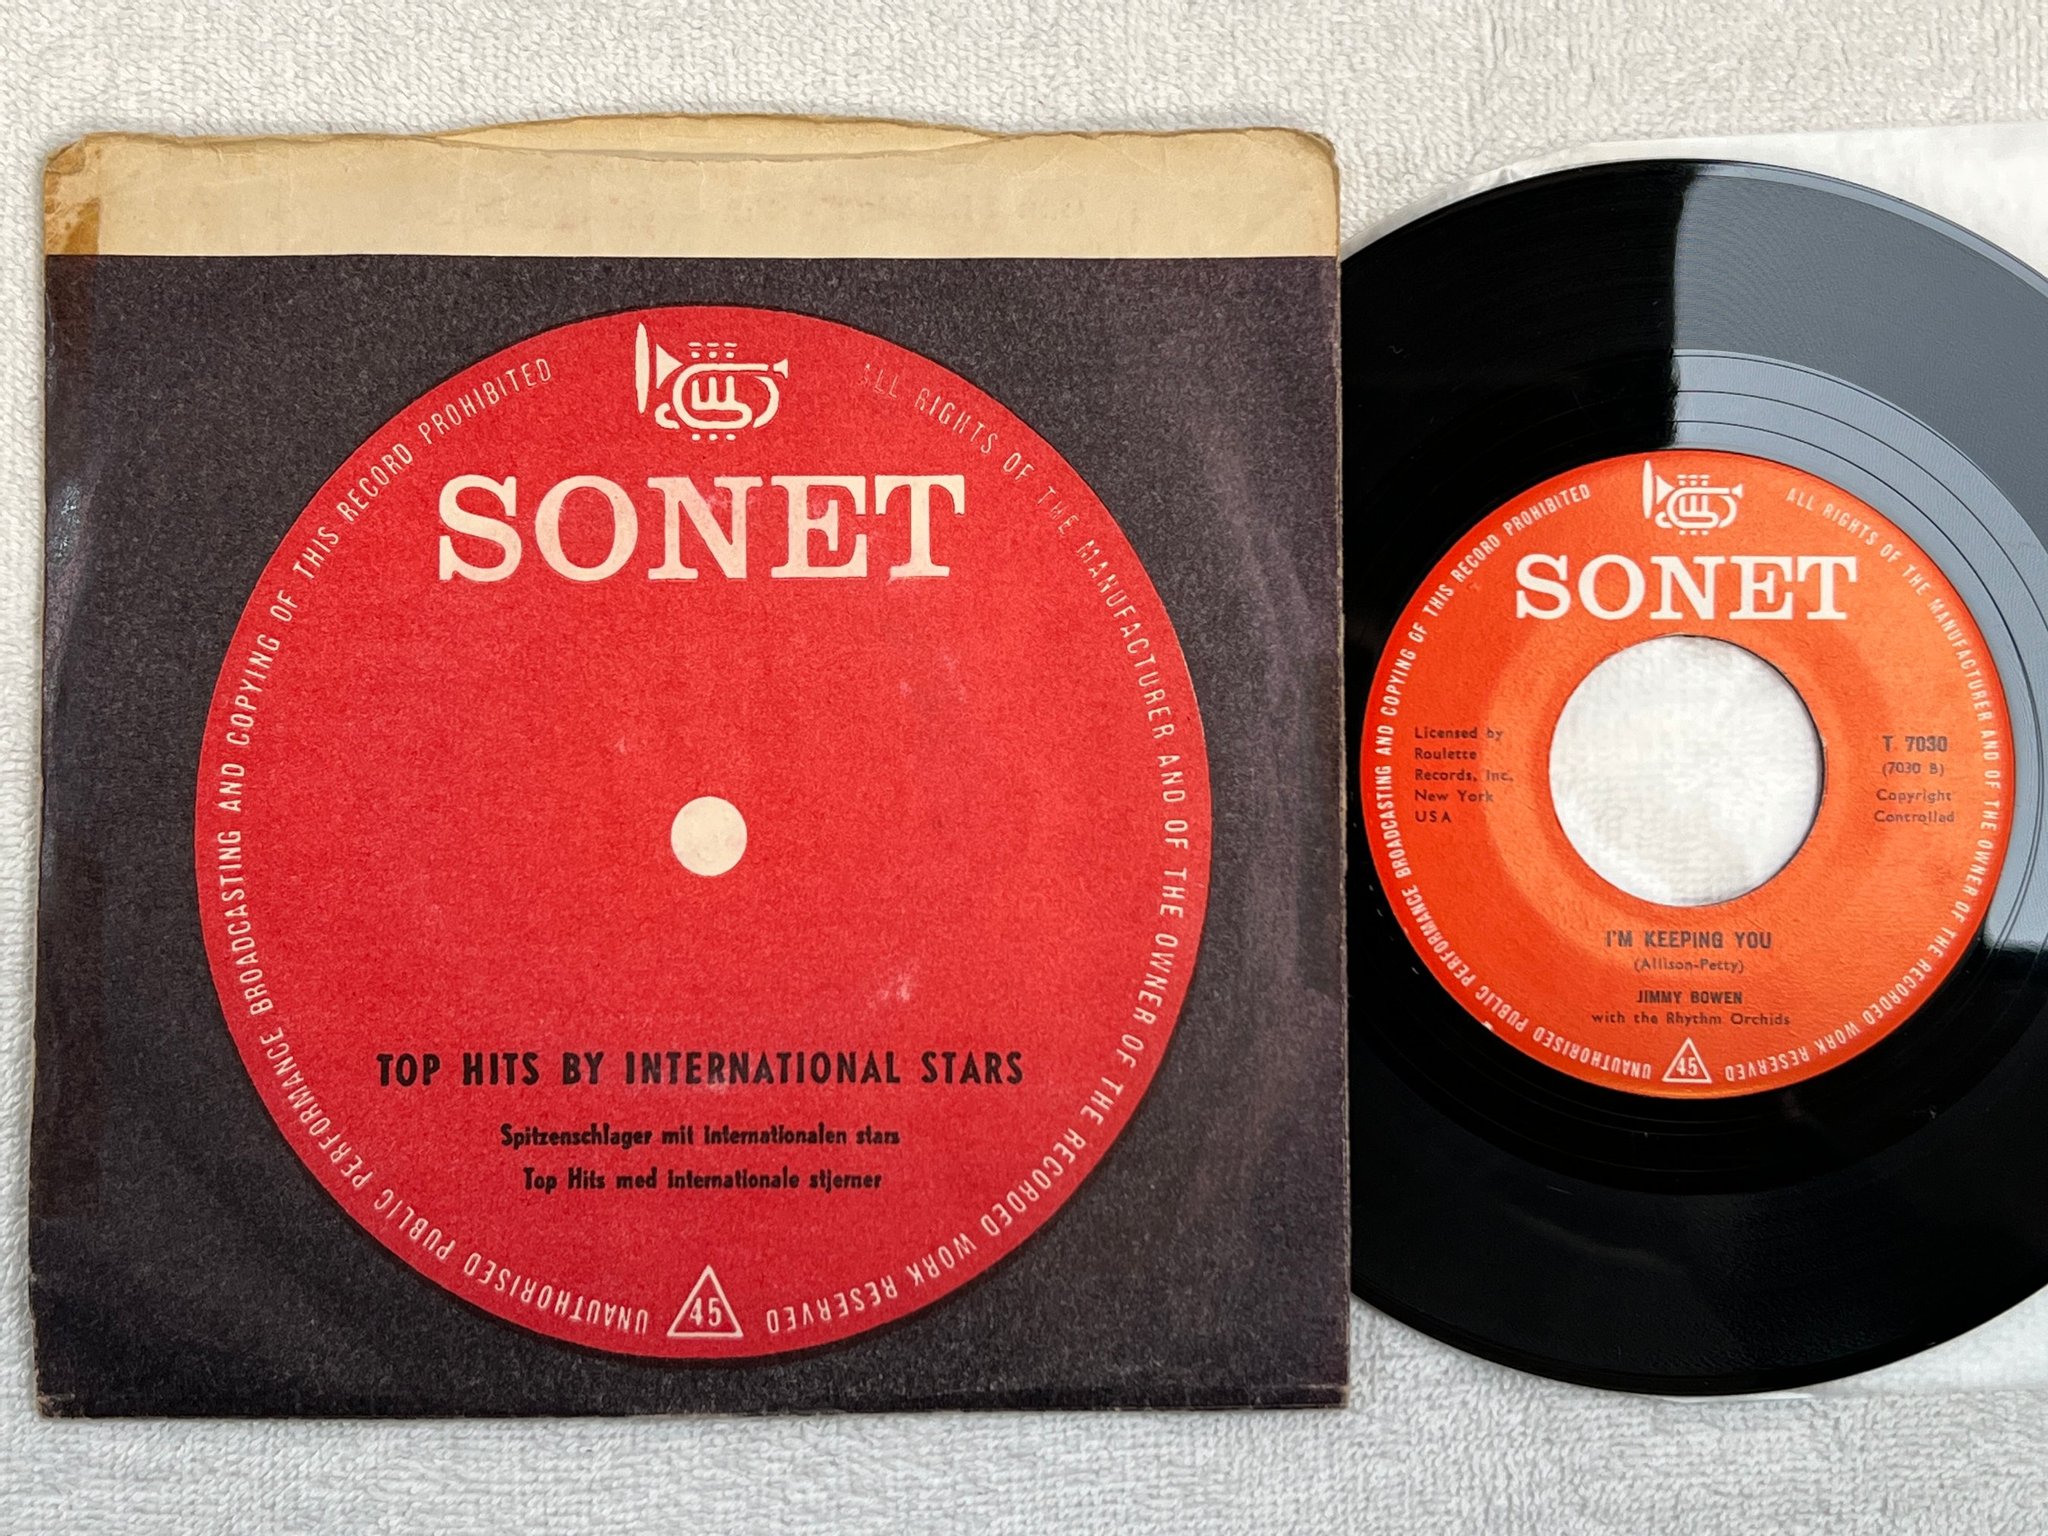 SONET
ALL RIGHTS OF THE MANUFACTURER AND OF THE OWNER OF THE RECORDED WORK RESERVED
45
UNAUTHORISED PUBLIC PERFORMANCE BROADCASTING AND COPYING OF THIS RECORD PROHIBITED
TOP HITS BY INTERNATIONAL STARS
Spitzenschlager mit internationalen stars
Top Hits med internationale stjerner
SONET
ALL RIGHTS OF THE MANUFACTURER AND OF THE OWNER OF THE RECORDED WORK RESERVED
45
UNAUTHORISED PUBLIC PERFORMANCE BROADCASTING AND COPYING OF THIS RECORD PROHIBITED
Licensed by
Roulette
Records, Inc,
New York
USA
T 7030
(7030 B)
Copyright
Controlled
I'M KEEPING YOU
(Allison-Petty)
JIMMY BOWEN
with the Rhythm Orchids